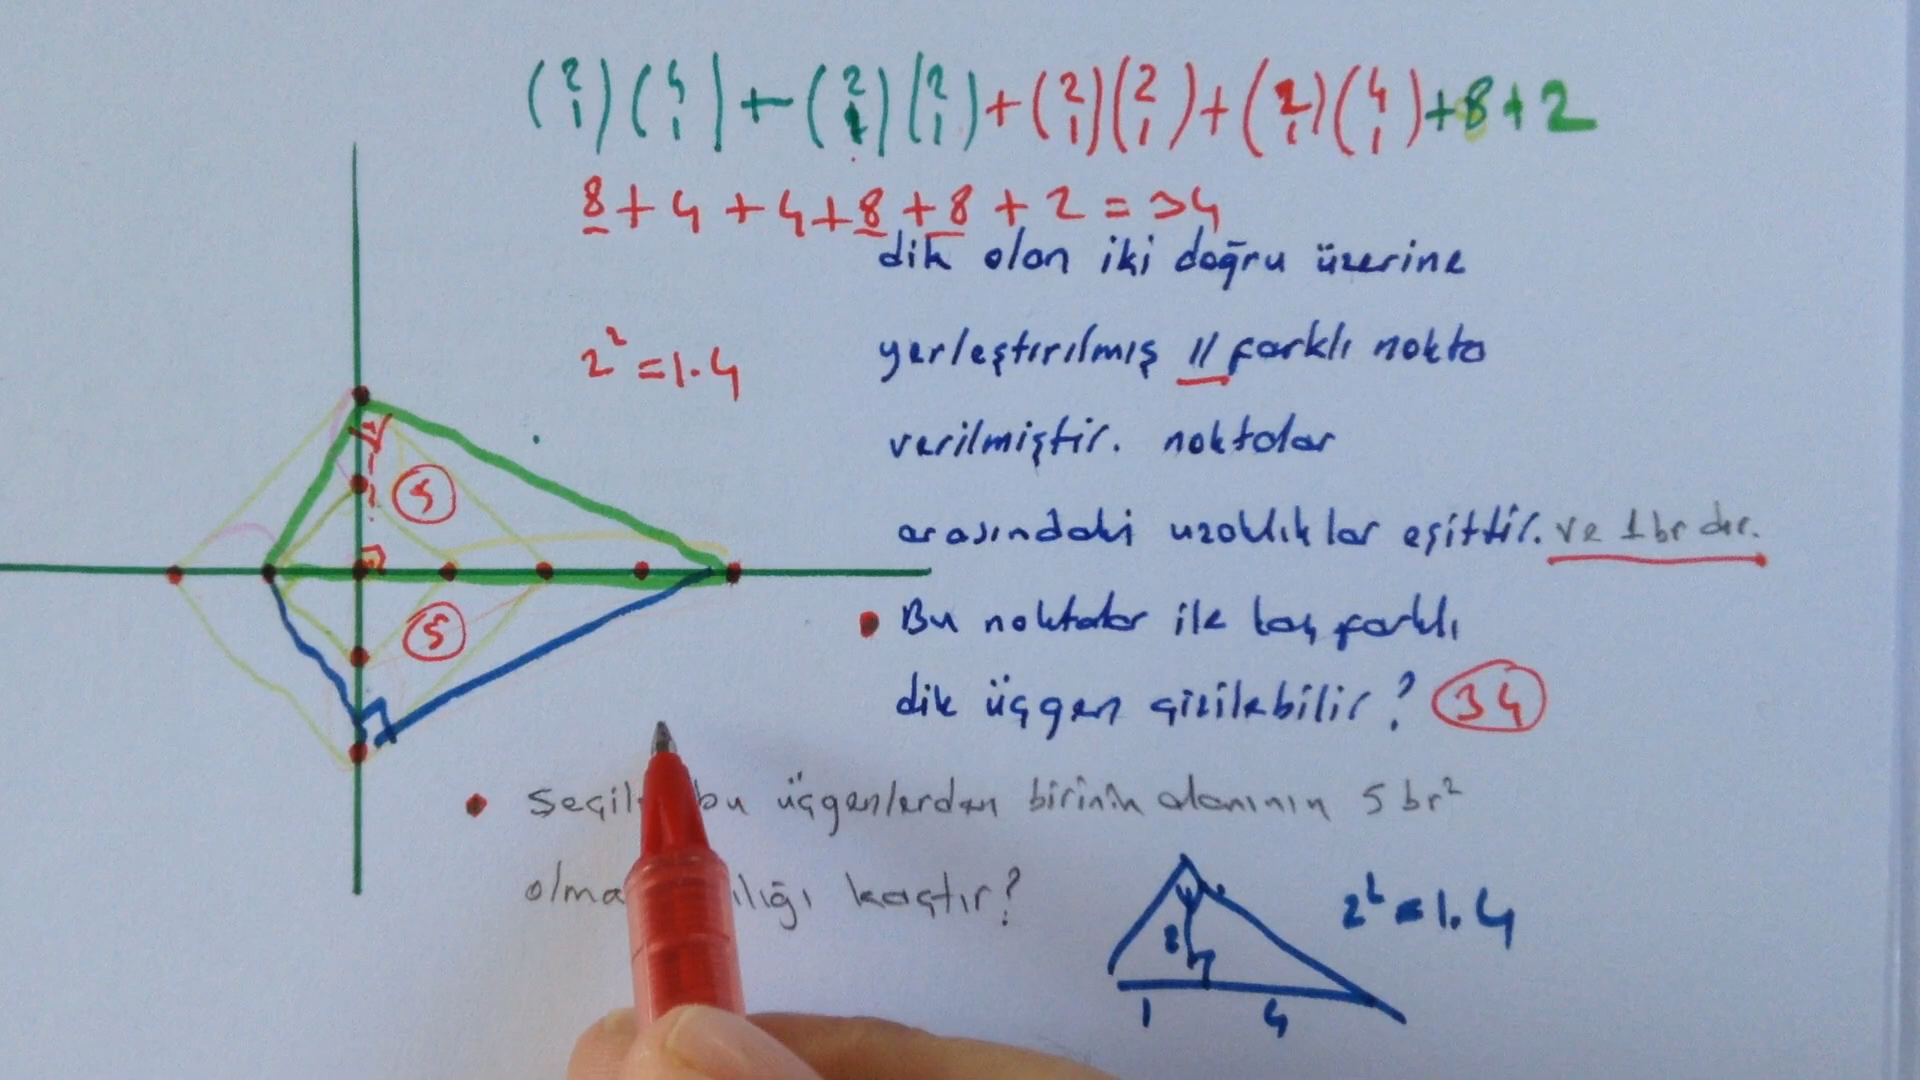 (2 1)(4 1)+(2 1)(2 1)+(2 1)(2 1)+(2 1)(4 1)+8+2
8+4+4+8+8+2=34
dik olan iki doğru üzerine
2²=1.4
yerleştirilmiş 11 farklı nokta
verilmiştir. noktalar
arasındaki uzaklıklar eşittir. ve 1br dir.
5
5
Bu noktalar ile kaç farklı
dik üçgen çizilebilir? 34
seçil bu üçgenlerden birinin alanının 5 br²
olma ılığı kaçtır?
2²=1.4
2
1 4